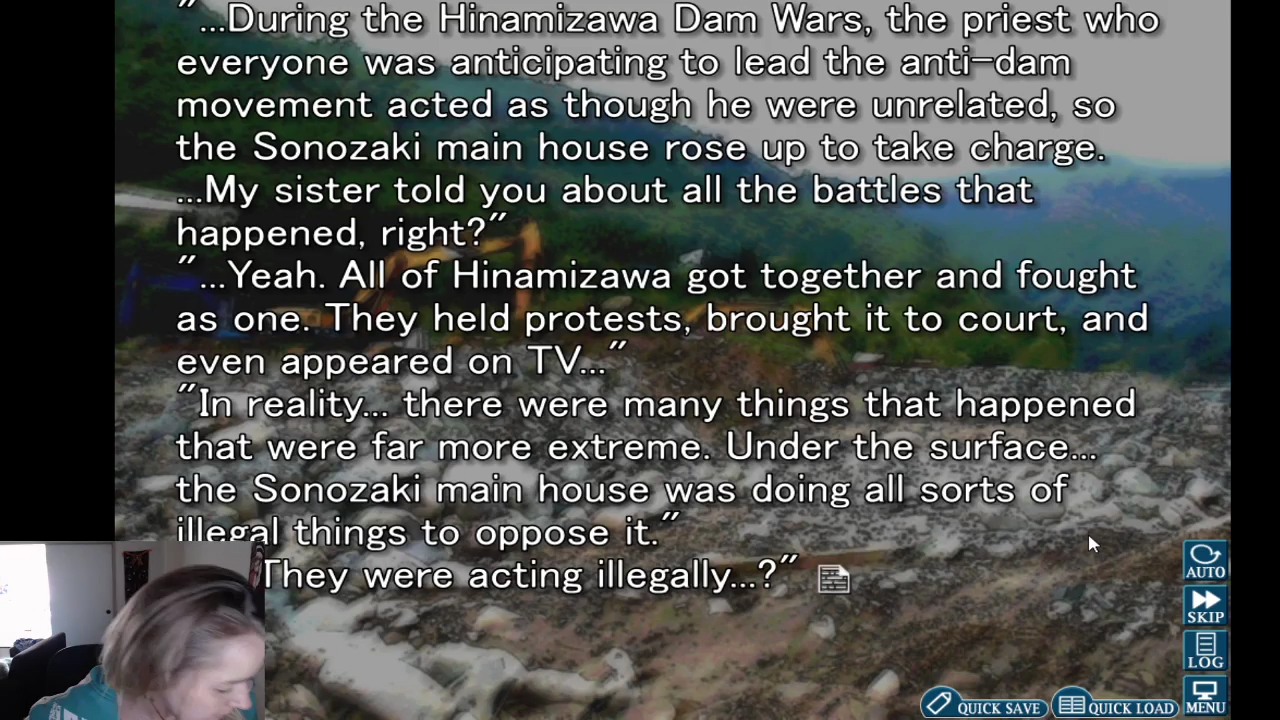 "...During the Hinamizawa Dam Wars, the priest who
everyone was anticipating to lead the anti-dam
movement acted as though he were unrelated, so
the Sonozaki main house rose up to take charge.
...My sister told you about all the battles that
happened, right?"
"...Yeah. All of Hinamizawa got together and fought
as one. They held protests, brought it to court, and
even appeared on TV..."
"In reality... there were many things that happened
that were far more extreme. Under the surface...
the Sonozaki main house was doing all sorts of
illegal things to oppose it."
They were acting illegally...?"
AUTO
SKIP
LOG
MENU
QUICK SAVE
QUICK LOAD